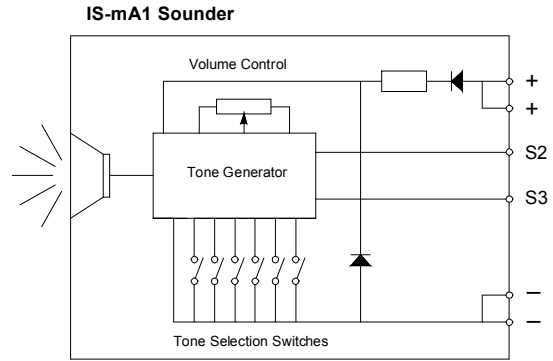 IS-mA1 Sounder
Volume Control
+
+
S2
Tone Generator
S3
–
–
Tone Selection Switches